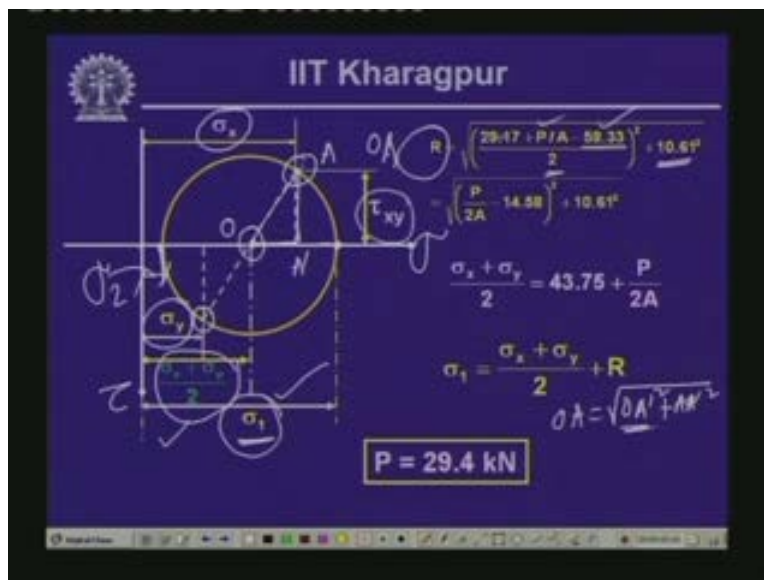 IIT Kharagpur
σx
A
OA R = √((29.17 + P/A - 58.33)/2)² + 10.61²
= √(P/2A - 14.58)² + 10.61²
τxy
O
N
σ
σ2
σy
(σx + σy)/2 = 43.75 + P/2A
(σx + σy)/2
σ1 = (σx + σy)/2 + R
τ
σ1
OA = √OA'² + AA'²
P = 29.4 kN